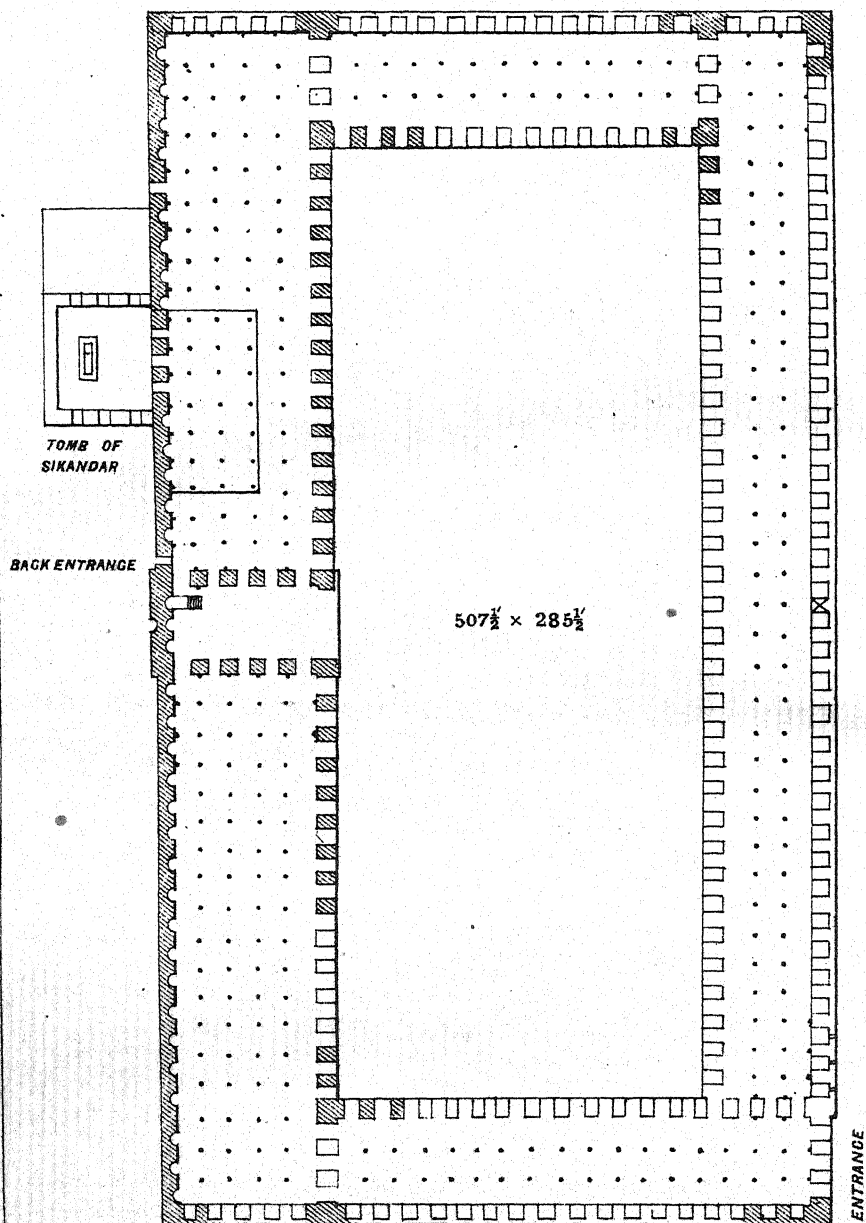 TOMB OF
SIKANDAR
BACK ENTRANCE
507½' × 285½'
ENTRANCE